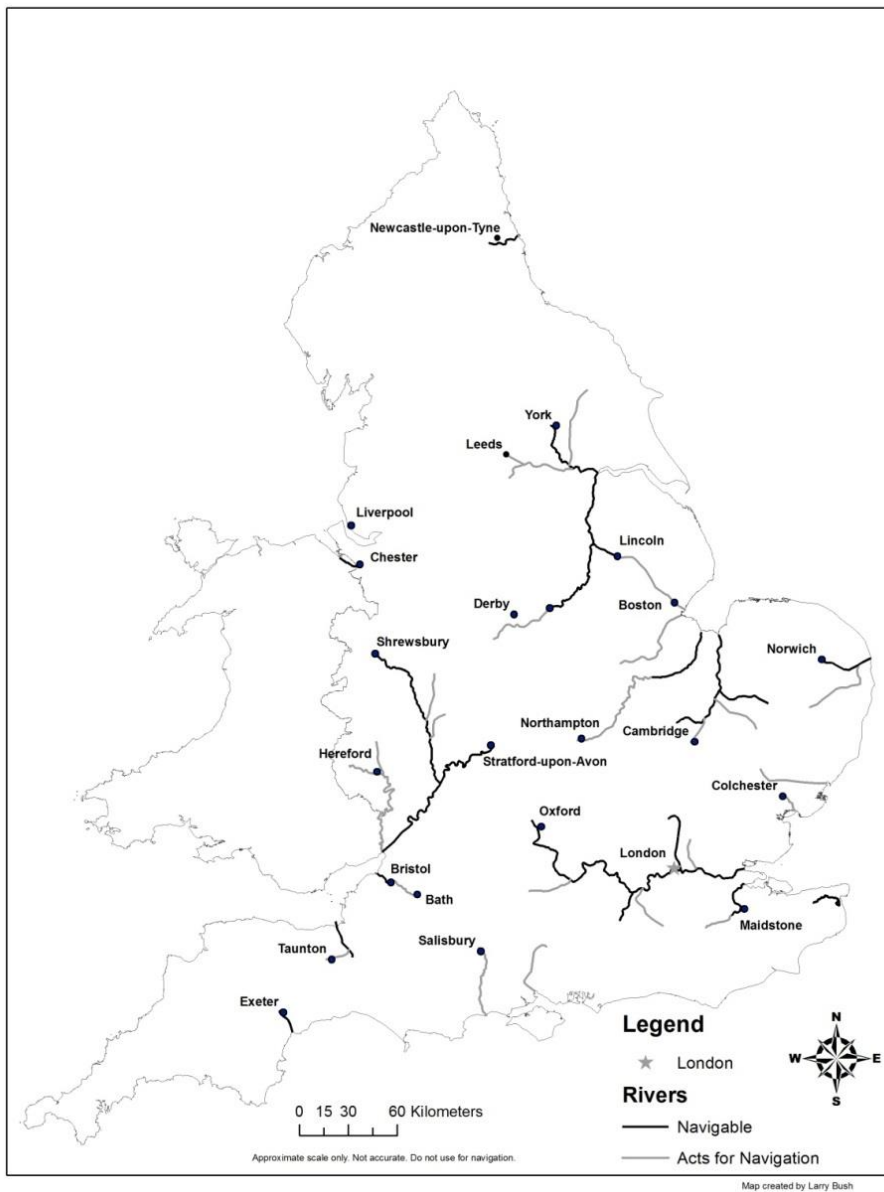 Newcastle-upon-Tyne
York
Leeds
Liverpool
Lincoln
Chester
Derby
Boston
Shrewsbury
Norwich
Northampton
Cambridge
Hereford
Stratford-upon-Avon
Colchester
Oxford
London
Bristol
Bath
Maidstone
Taunton
Salisbury
Exeter
Legend
London
Rivers
Navigable
Acts for Navigation
N
W E
S
0 15 30 60 Kilometers
Approximate scale only. Not accurate. Do not use for navigation.
Map created by Larry Bush